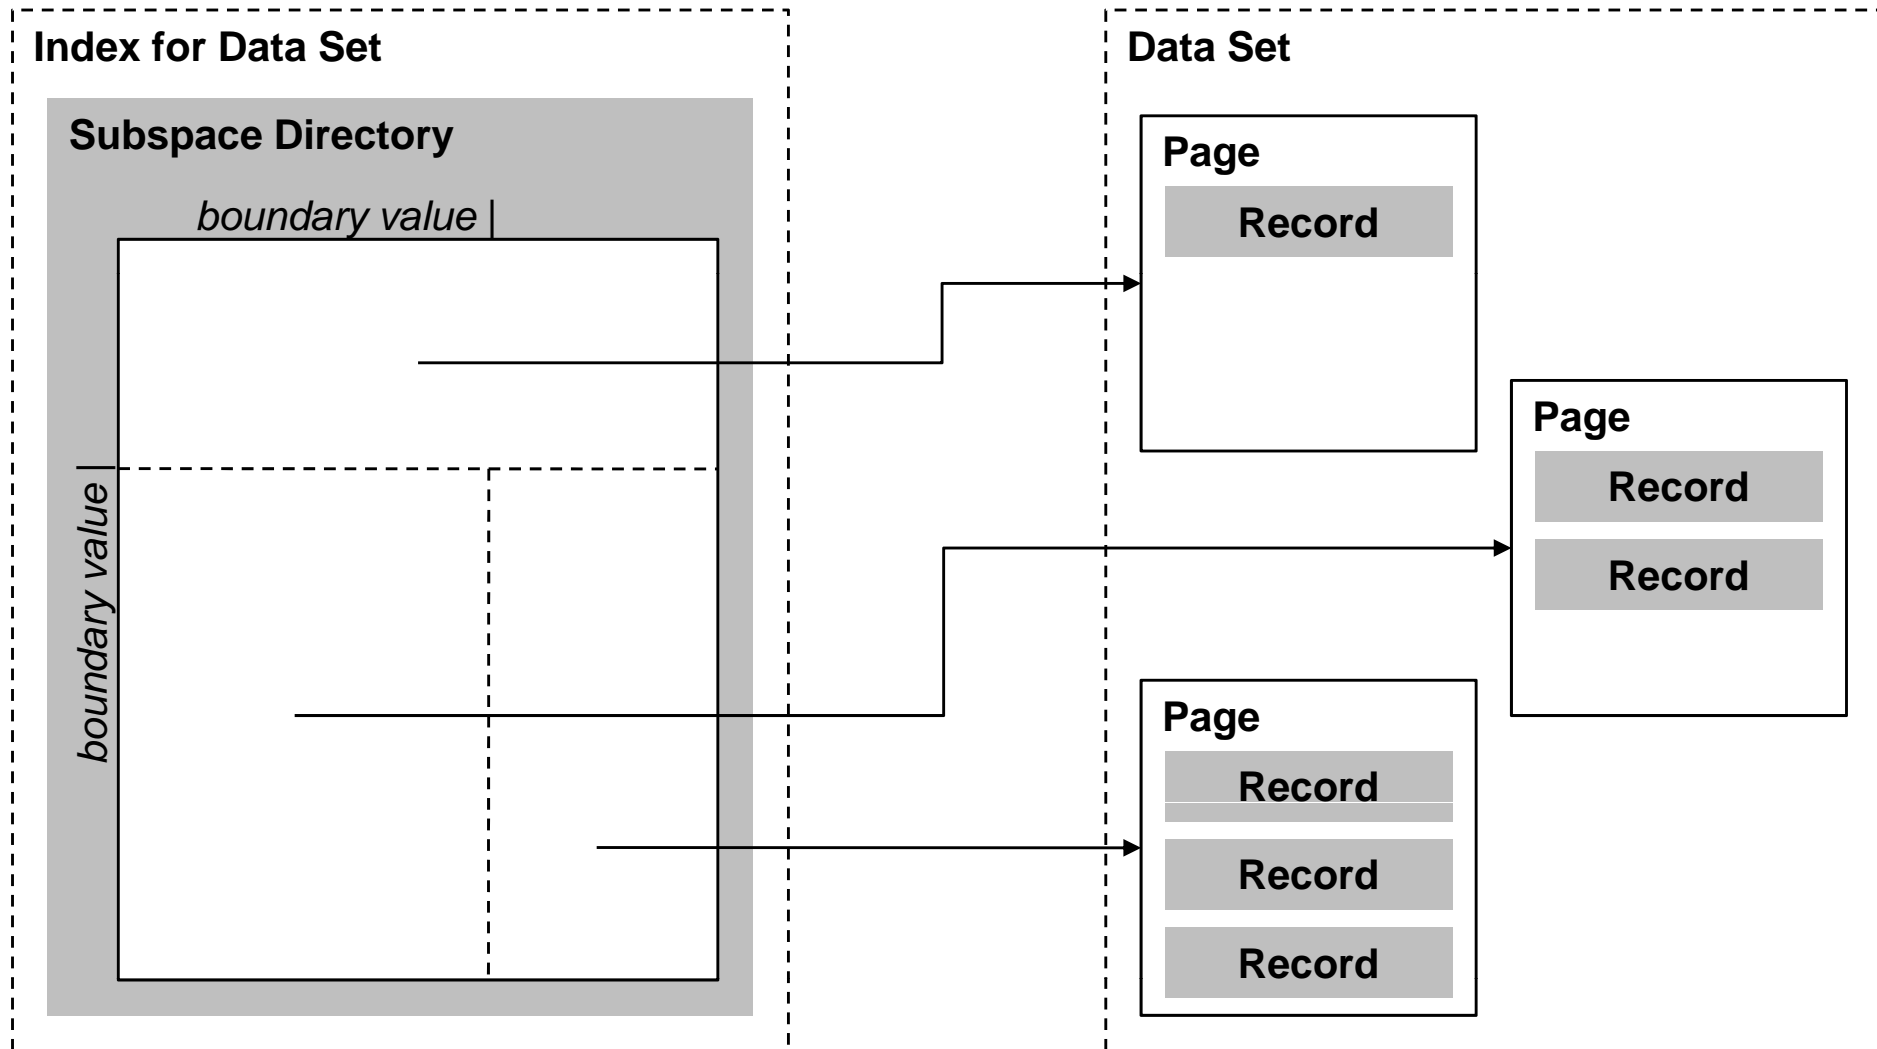 Index for Data Set
Subspace Directory
boundary value |
boundary value |
Data Set
Page
Record
Page
Record
Record
Page
Record
Record
Record